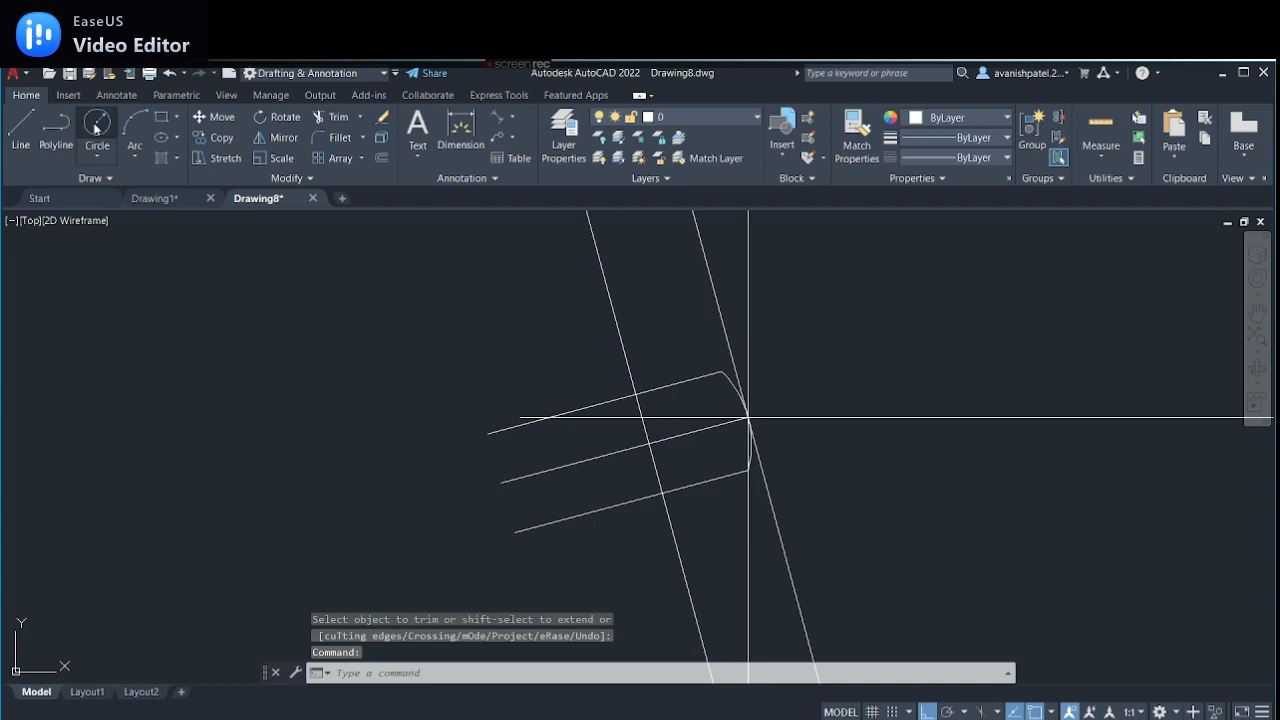 EaseUS
Video Editor
screenrec
Drafting & Annotation
Share
Autodesk AutoCAD 2022
Drawing8.dwg
Type a keyword or phrase
avanishpatel.2...
Home
Insert
Annotate
Parametric
View
Manage
Output
Add-ins
Collaborate
Express Tools
Featured Apps
Line
Polyline
Circle
Arc
Move
Rotate
Trim
Copy
Mirror
Fillet
Stretch
Scale
Array
Text
Dimension
Table
Layer
Properties
0
Match Layer
Insert
Match
Properties
ByLayer
ByLayer
ByLayer
Group
Measure
Paste
Base
Draw
Modify
Annotation
Layers
Block
Properties
Groups
Utilities
Clipboard
View
Start
Drawing1*
Drawing8*
[−][Top][2D Wireframe]
Select object to trim or shift-select to extend or
[cuTting edges/Crossing/mOde/Project/eRase/Undo]:
Command:
Y
X
Type a command
Model
Layout1
Layout2
MODEL
1:1